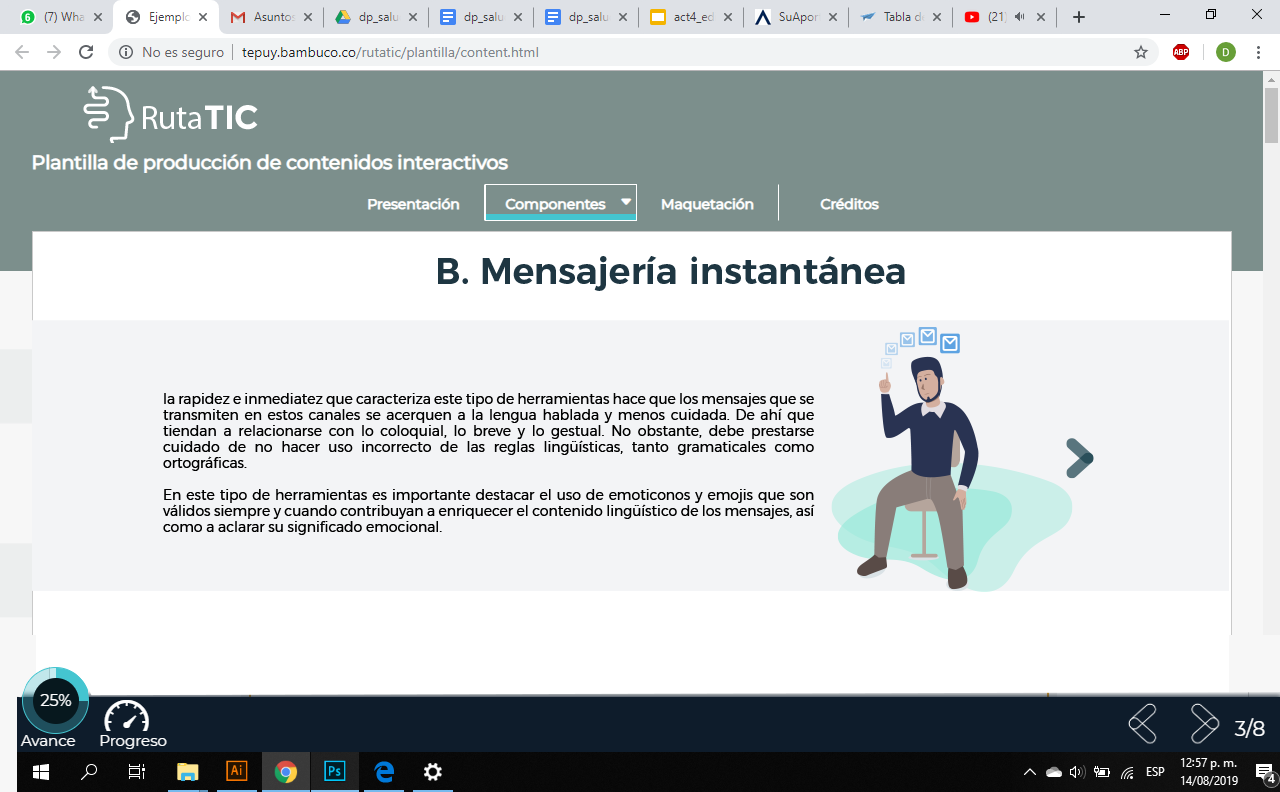 (7) Wha
Ejemplo
Asuntos
dp_salu
dp_salu
dp_salu
act4_ed
SuApor
Tabla d
(21
No es seguro
tepuy.bambuco.co/rutatic/plantilla/content.html
ABP
D
RutaTIC
Plantilla de producción de contenidos interactivos
Presentación
Componentes
Maquetación
Créditos
B. Mensajería instantánea
la rapidez e inmediatez que caracteriza este tipo de herramientas hace que los mensajes que se
transmiten en estos canales se acerquen a la lengua hablada y menos cuidada. De ahí que
tiendan a relacionarse con lo coloquial, lo breve y lo gestual. No obstante, debe prestarse
cuidado de no hacer uso incorrecto de las reglas lingüísticas, tanto gramaticales como
ortográficas.
En este tipo de herramientas es importante destacar el uso de emoticonos y emojis que son
válidos siempre y cuando contribuyan a enriquecer el contenido lingüístico de los mensajes, así
como a aclarar su significado emocional.
25%
Avance
Progreso
3/8
Ai
Ps
ESP
12:57 p. m.
14/08/2019
4